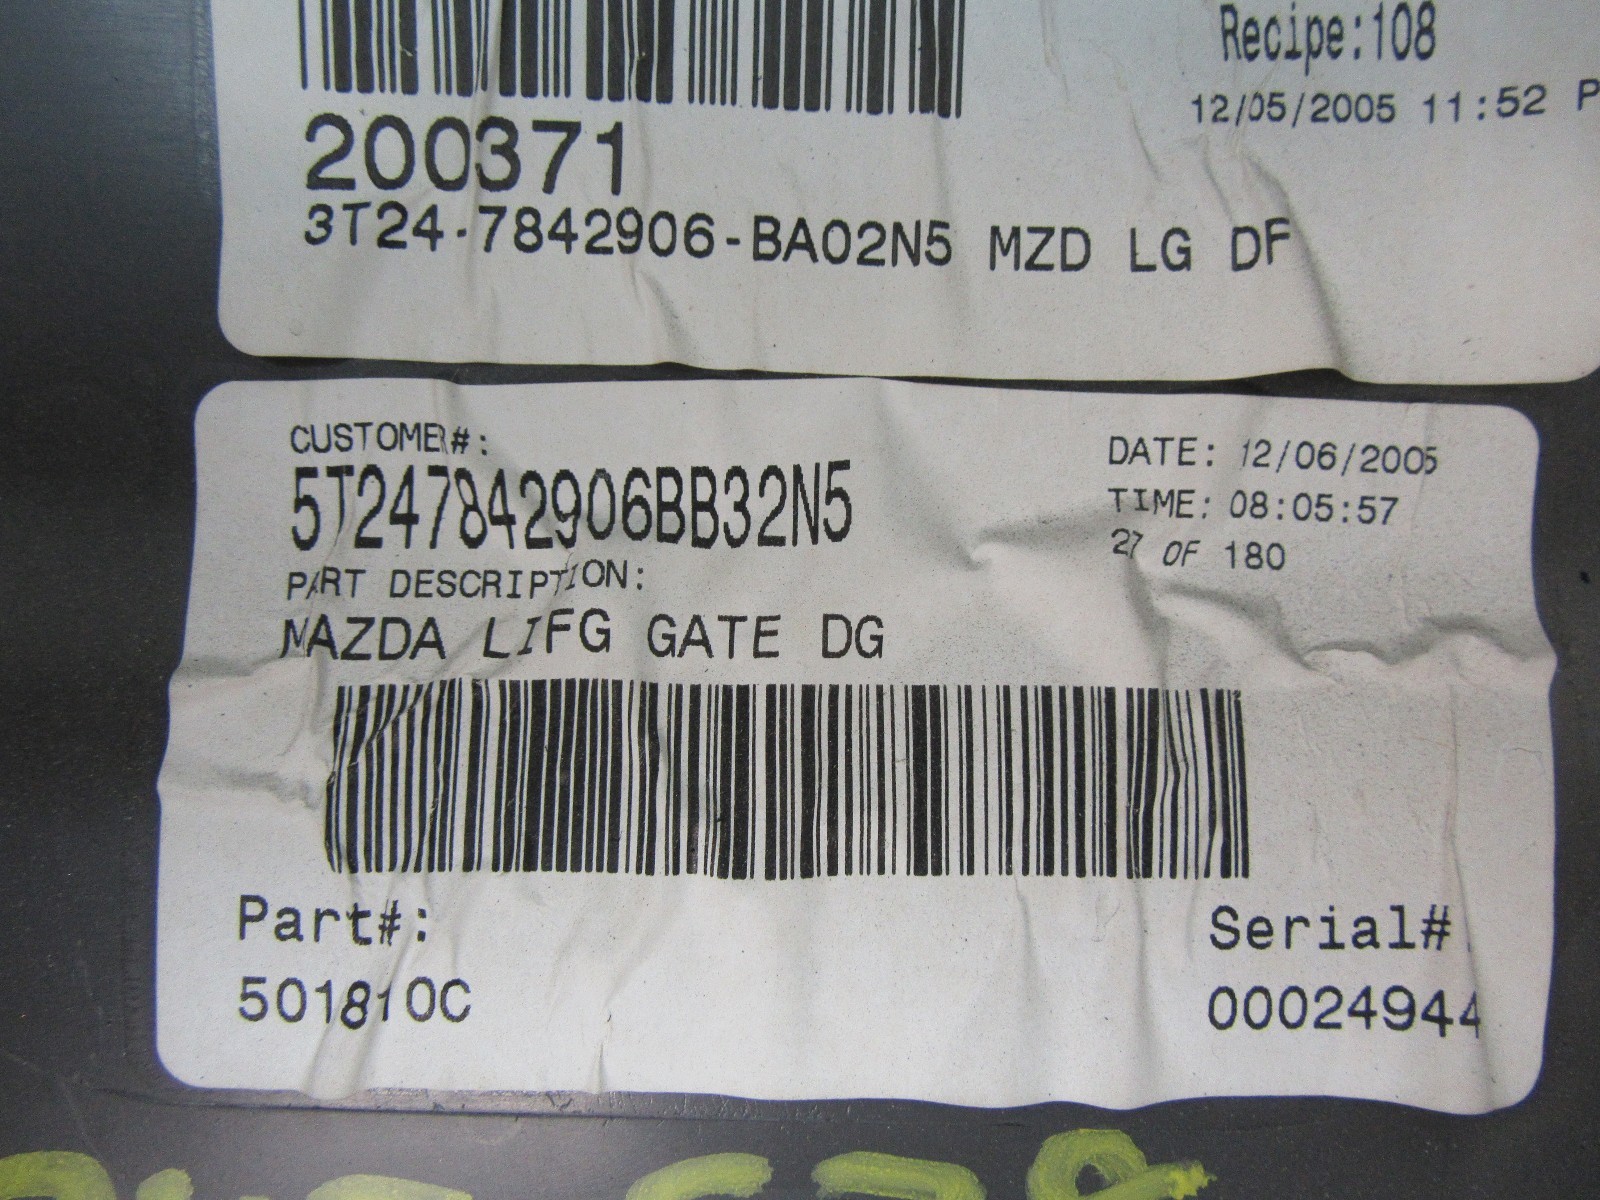 Recipe:108
12/05/2005 11:52 P
200371
3T24-7842906-BA02N5 MZD LG DF
CUSTOMER#:
5T247842906BB32N5
DATE: 12/06/2005
TIME: 08:05:57
27 OF 180
PART DESCRIPTION:
MAZDA LIFG GATE DG
Part#:
501810C
Serial#
00024944